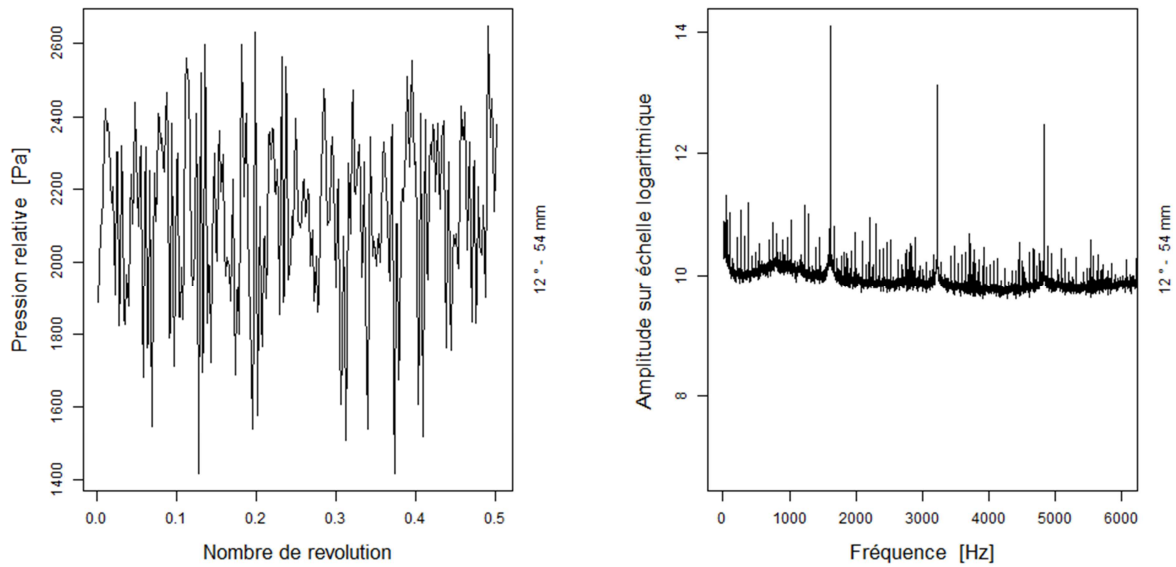 Pression relative [Pa]
2600
2400
2200
2000
1800
1600
1400
0.0 0.1 0.2 0.3 0.4 0.5
Nombre de revolution
12 ° - 54 mm
Amplitude sur échelle logaritmique
14
12
10
8
0 1000 2000 3000 4000 5000 6000
Fréquence [Hz]
12 ° - 54 mm